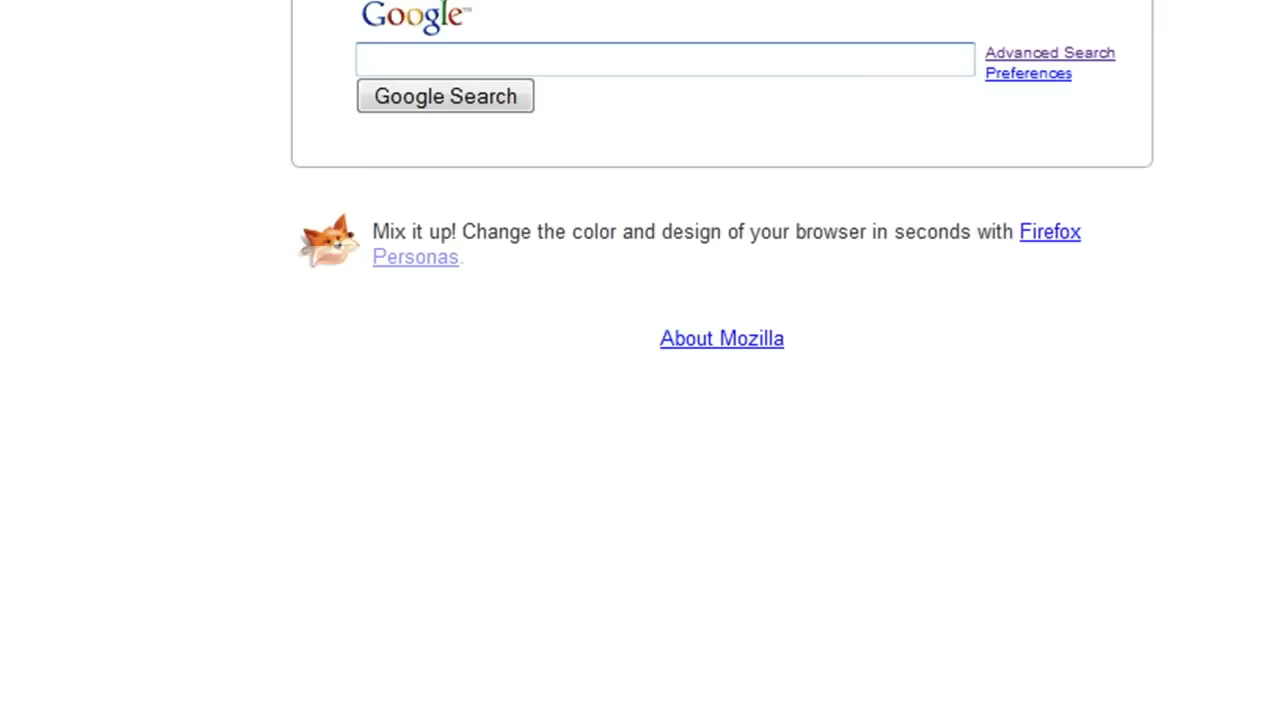 Google™
Advanced Search
Preferences
Google Search
Mix it up! Change the color and design of your browser in seconds with Firefox
Personas.
About Mozilla